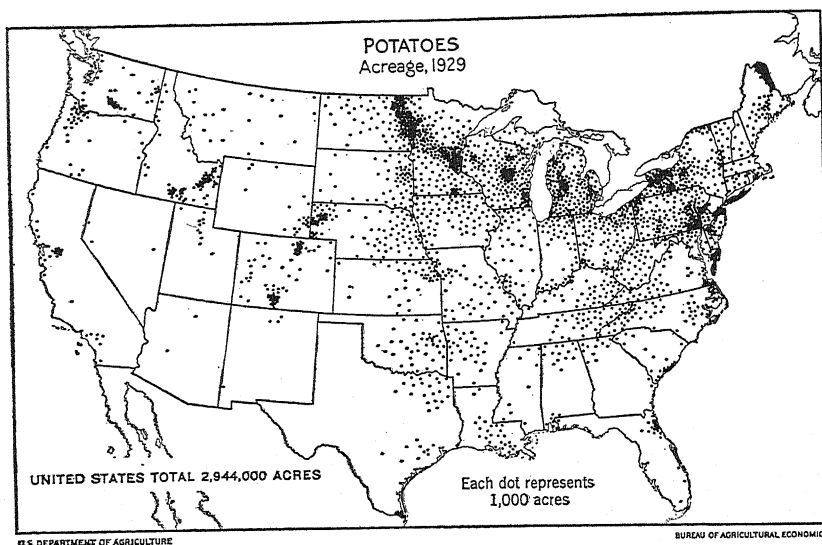 POTATOES
Acreage, 1929
UNITED STATES TOTAL 2,944,000 ACRES
Each dot represents
1,000 acres
U.S. DEPARTMENT OF AGRICULTURE
BUREAU OF AGRICULTURAL ECONOMIC